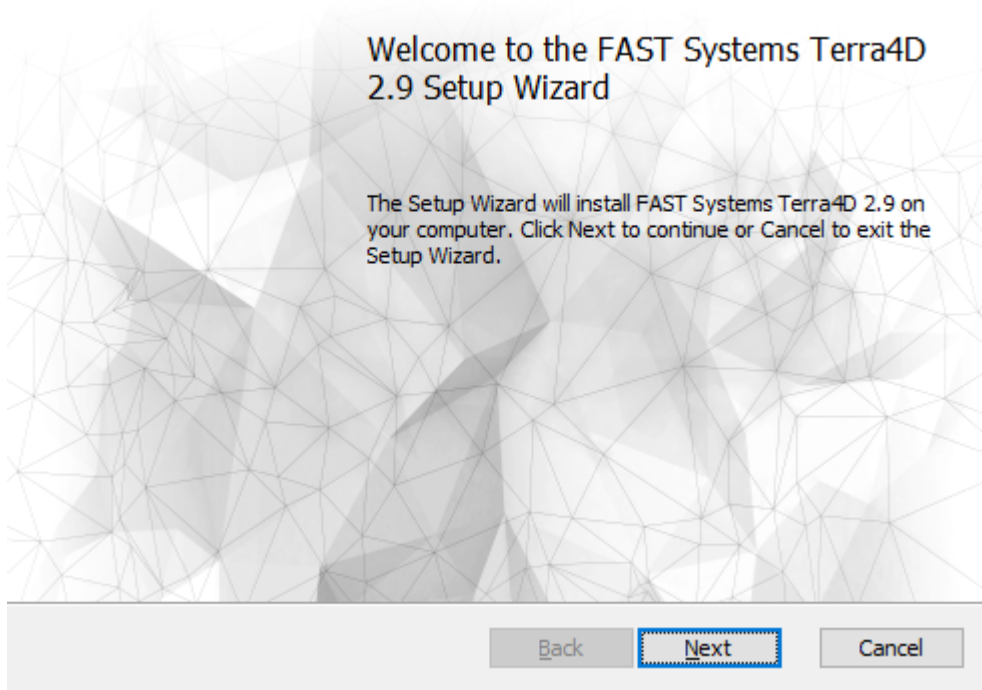 Welcome to the FAST Systems Terra4D
2.9 Setup Wizard
The Setup Wizard will install FAST Systems Terra4D 2.9 on
your computer. Click Next to continue or Cancel to exit the
Setup Wizard.
Back
Next
Cancel